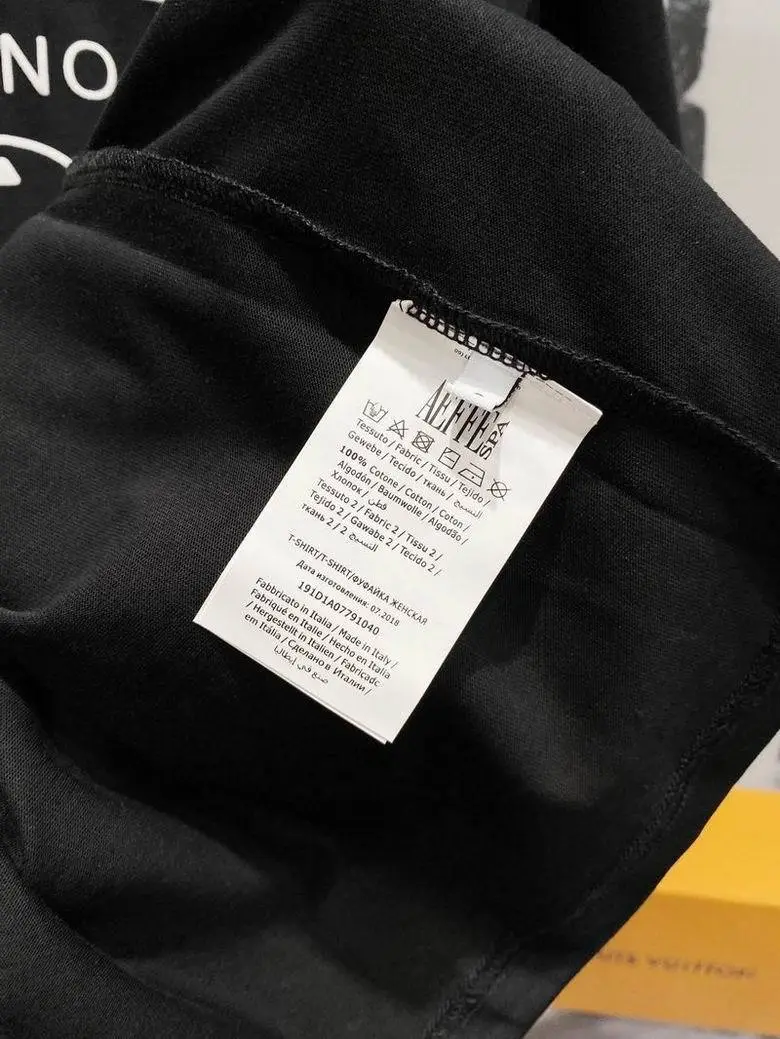 NO
AEFFE
SPA
Tessuto / Fabric / Tissu / Tejido /
Gewebe / Tecido / ткань / النسيج
100% Cotone / Cotton / Coton /
Algodón / Baumwolle / Algodão /
Хлопок / قطن
Tessuto 2 / Fabric 2 / Tissu 2 /
Tejido 2 / Gawabe 2 / Tecido 2 /
ткань 2 / 2 النسيج
T-SHIRT/T-SHIRT/ФУФАЙКА ЖЕНСКАЯ
Дата изготовления: 07.2018
191D1A07791040
Fabbricato in Italia / Made in Italy /
Fabriqué en Italie / Hecho en Italia
/ Hergestellt in Italien / Fabricado
em Itália / Сделано в Италии /
صنع في إيطاليا